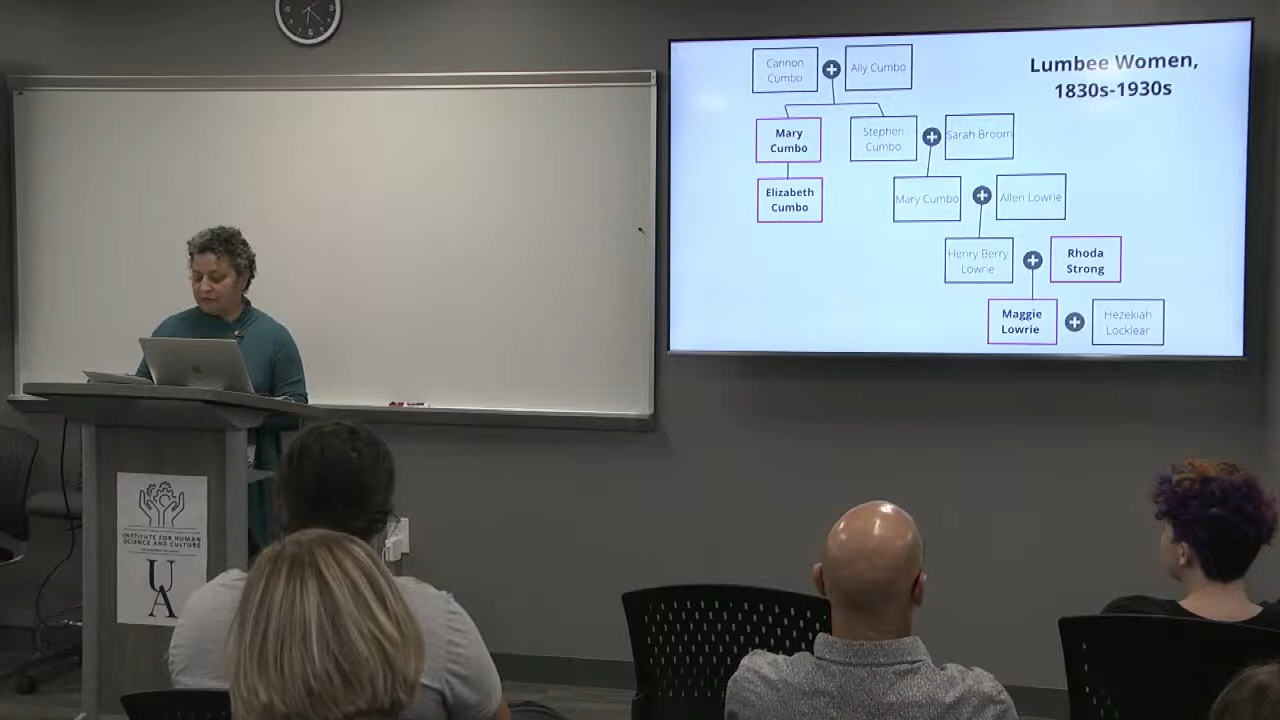 Lumbee Women,
1830s-1930s
Cannon
Cumbo
Ally Cumbo
Mary
Cumbo
Stephen
Cumbo
Sarah Broom
Elizabeth
Cumbo
Mary Cumbo
Allen Lowrie
Henry Berry
Lowrie
Rhoda
Strong
Maggie
Lowrie
Hezekiah
Locklear
INSTITUTE FOR HUMAN
SCIENCE AND CULTURE
UA